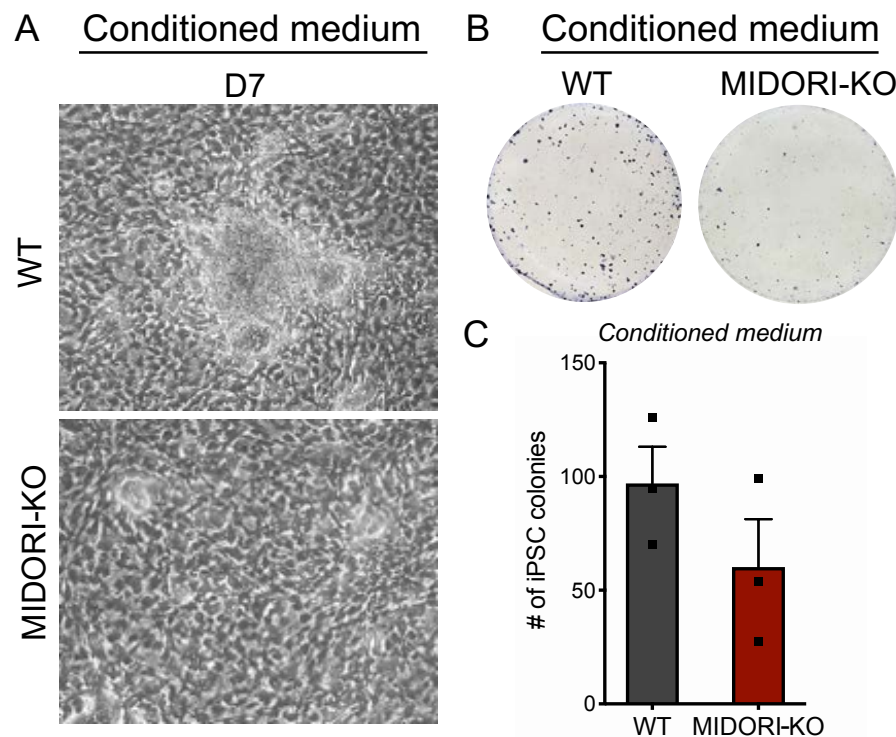 A
Conditioned medium
D7
WT
MIDORI-KO
B
Conditioned medium
WT
MIDORI-KO
C
Conditioned medium
# of iPSC colonies
150
100
50
0
WT
MIDORI-KO